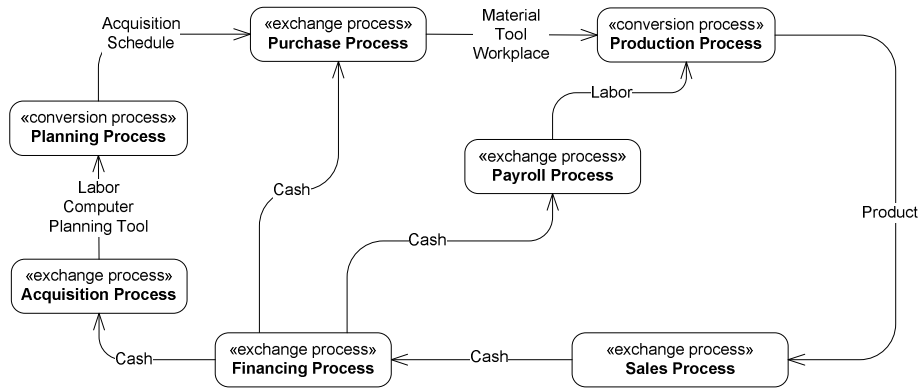 Acquisition
Schedule
«exchange process»
Purchase Process
Material
Tool
Workplace
«conversion process»
Production Process
Labor
«conversion process»
Planning Process
«exchange process»
Payroll Process
Labor
Computer
Planning Tool
Cash
Product
Cash
«exchange process»
Acquisition Process
Cash
«exchange process»
Financing Process
Cash
«exchange process»
Sales Process